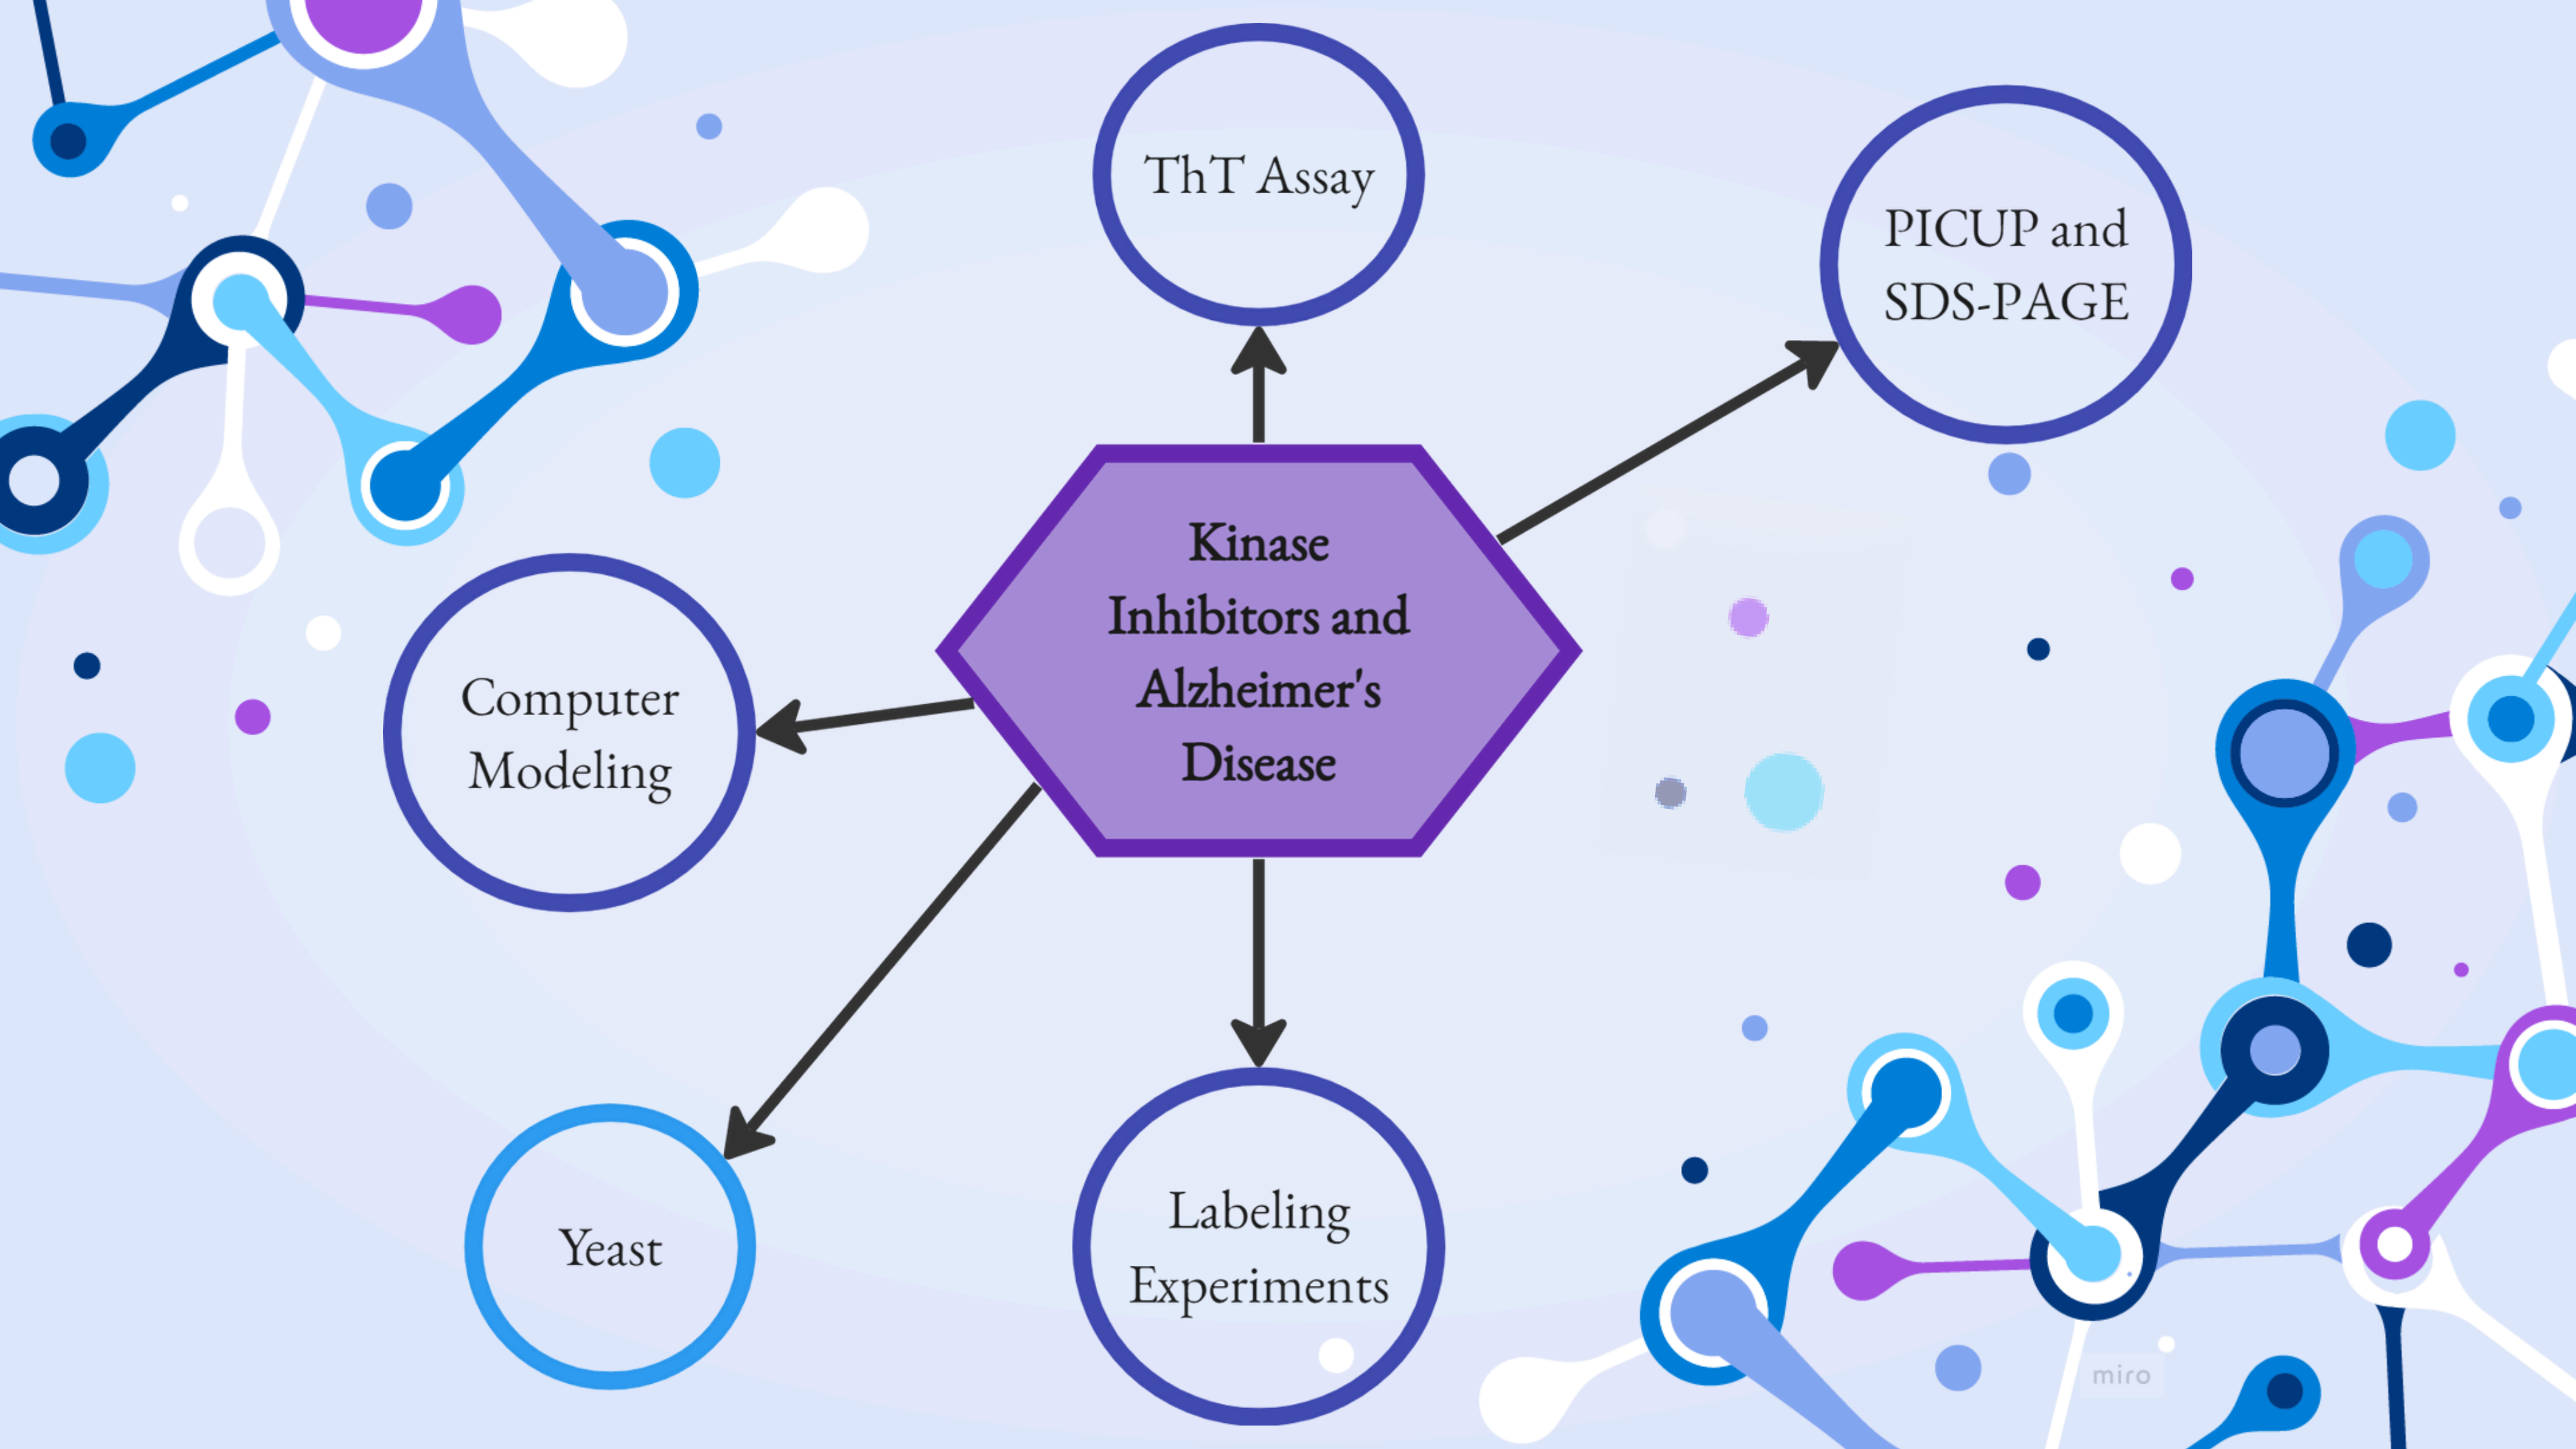 ThT Assay
PICUP and
SDS-PAGE
Kinase
Inhibitors and
Alzheimer's
Disease
Computer
Modeling
Yeast
Labeling
Experiments
miro